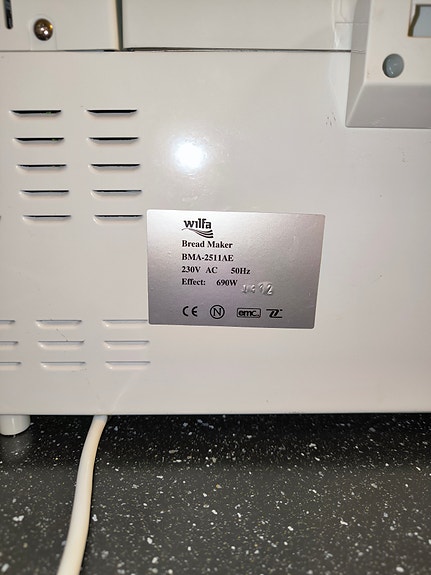 wilfa
Bread Maker
BMA-2511AE
230V AC 50Hz
Effect: 690W
CE N emc